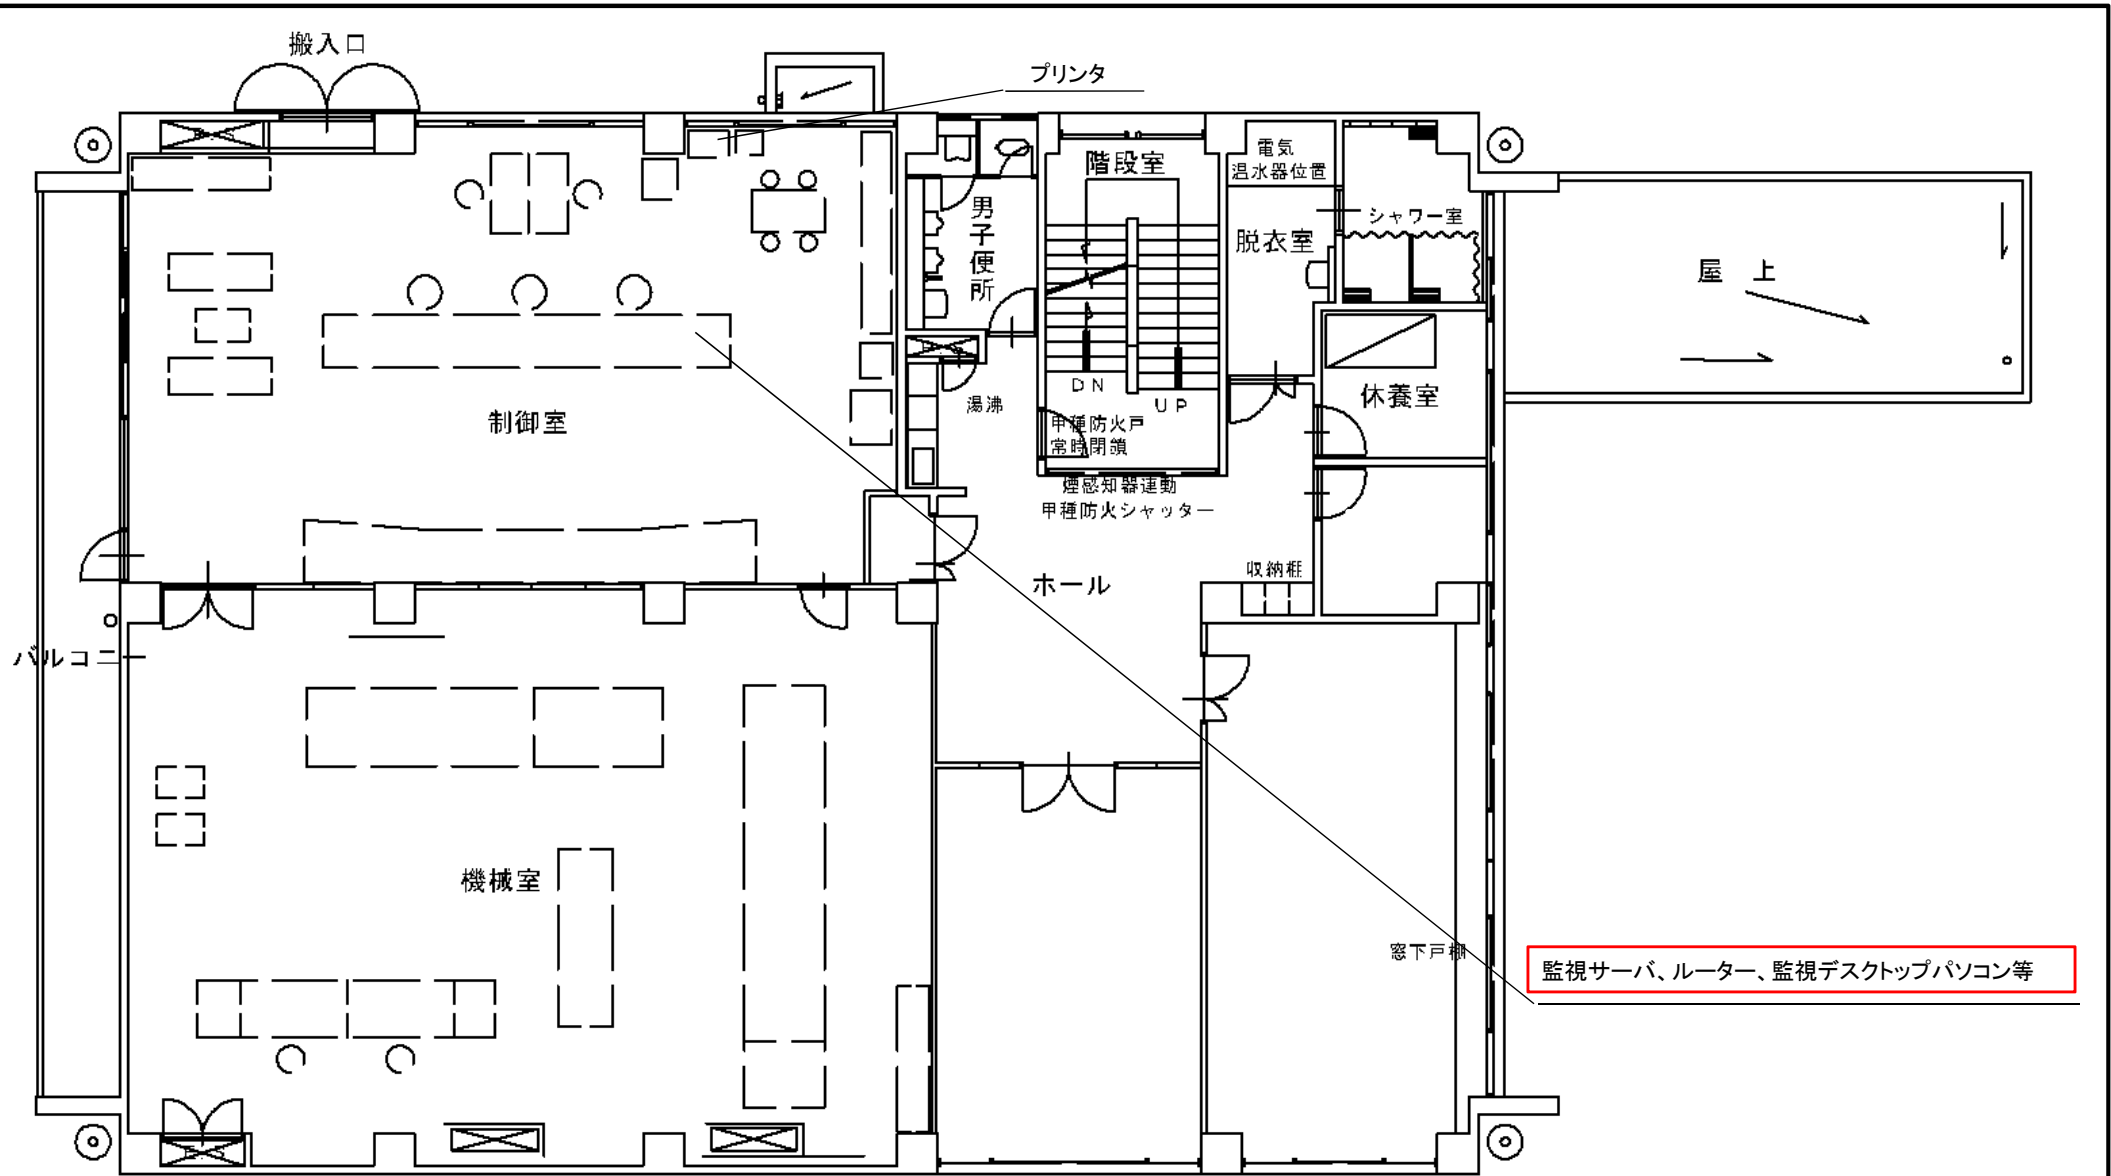 搬入口
プリンタ
階段室
電気
温水器位置
男子便所
シャワー室
脱衣室
屋 上
DN
UP
休養室
制御室
湯沸
甲種防火戸
常時閉鎖
煙感知器連動
甲種防火シャッター
収納棚
ホール
バルコニー
機械室
窓下戸棚
監視サーバ、ルーター、監視デスクトップパソコン等